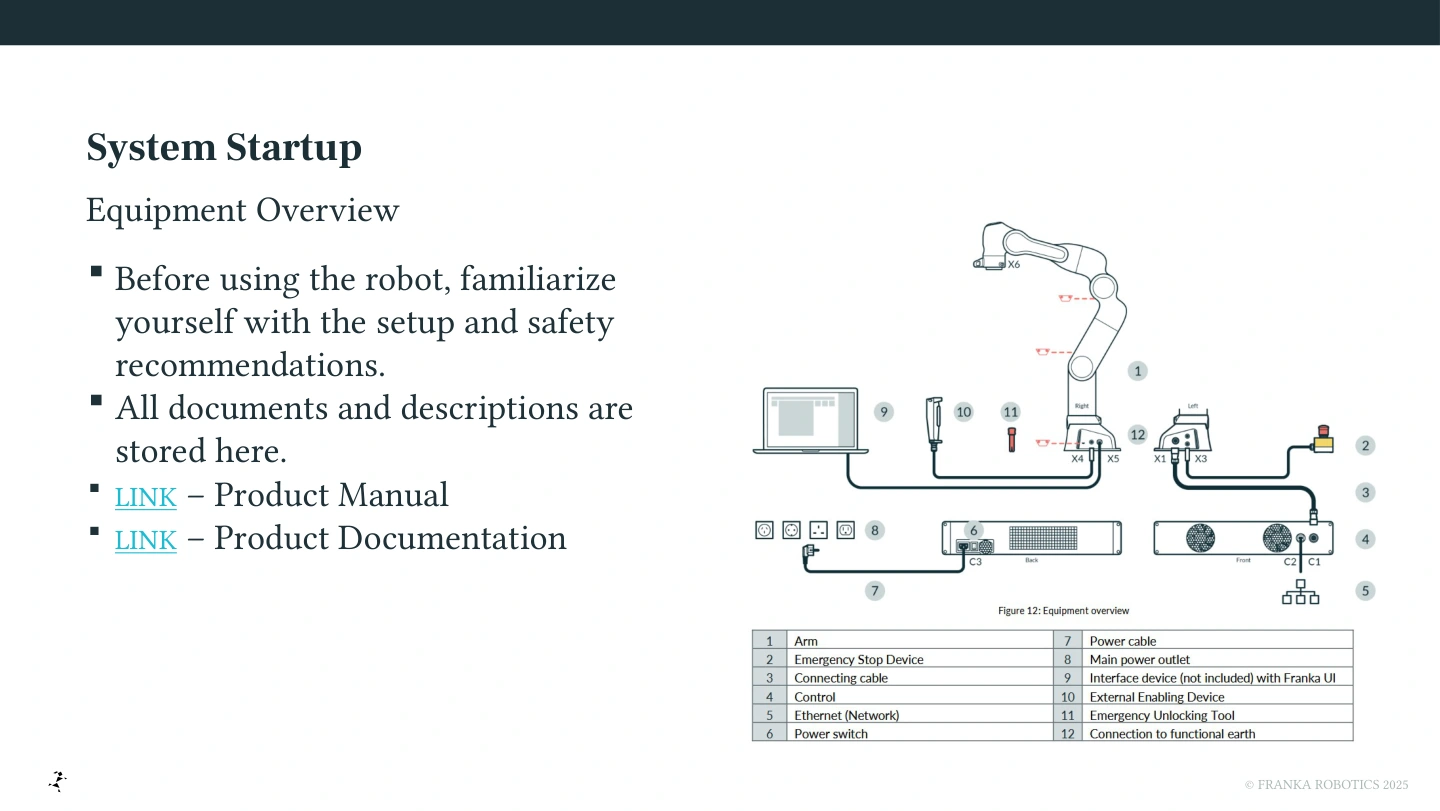 System Startup
Equipment Overview
▪ Before using the robot, familiarize
yourself with the setup and safety
recommendations.
▪ All documents and descriptions are
stored here.
▪ LINK – Product Manual
▪ LINK – Product Documentation
X6
1
Right
Left
9
10
11
12
X4
X5
X1
X3
2
3
8
6
4
C3
Back
Front
C2
C1
7
5
Figure 12: Equipment overview
1 Arm 7 Power cable
2 Emergency Stop Device 8 Main power outlet
3 Connecting cable 9 Interface device (not included) with Franka UI
4 Control 10 External Enabling Device
5 Ethernet (Network) 11 Emergency Unlocking Tool
6 Power switch 12 Connection to functional earth
© FRANKA ROBOTICS 2025